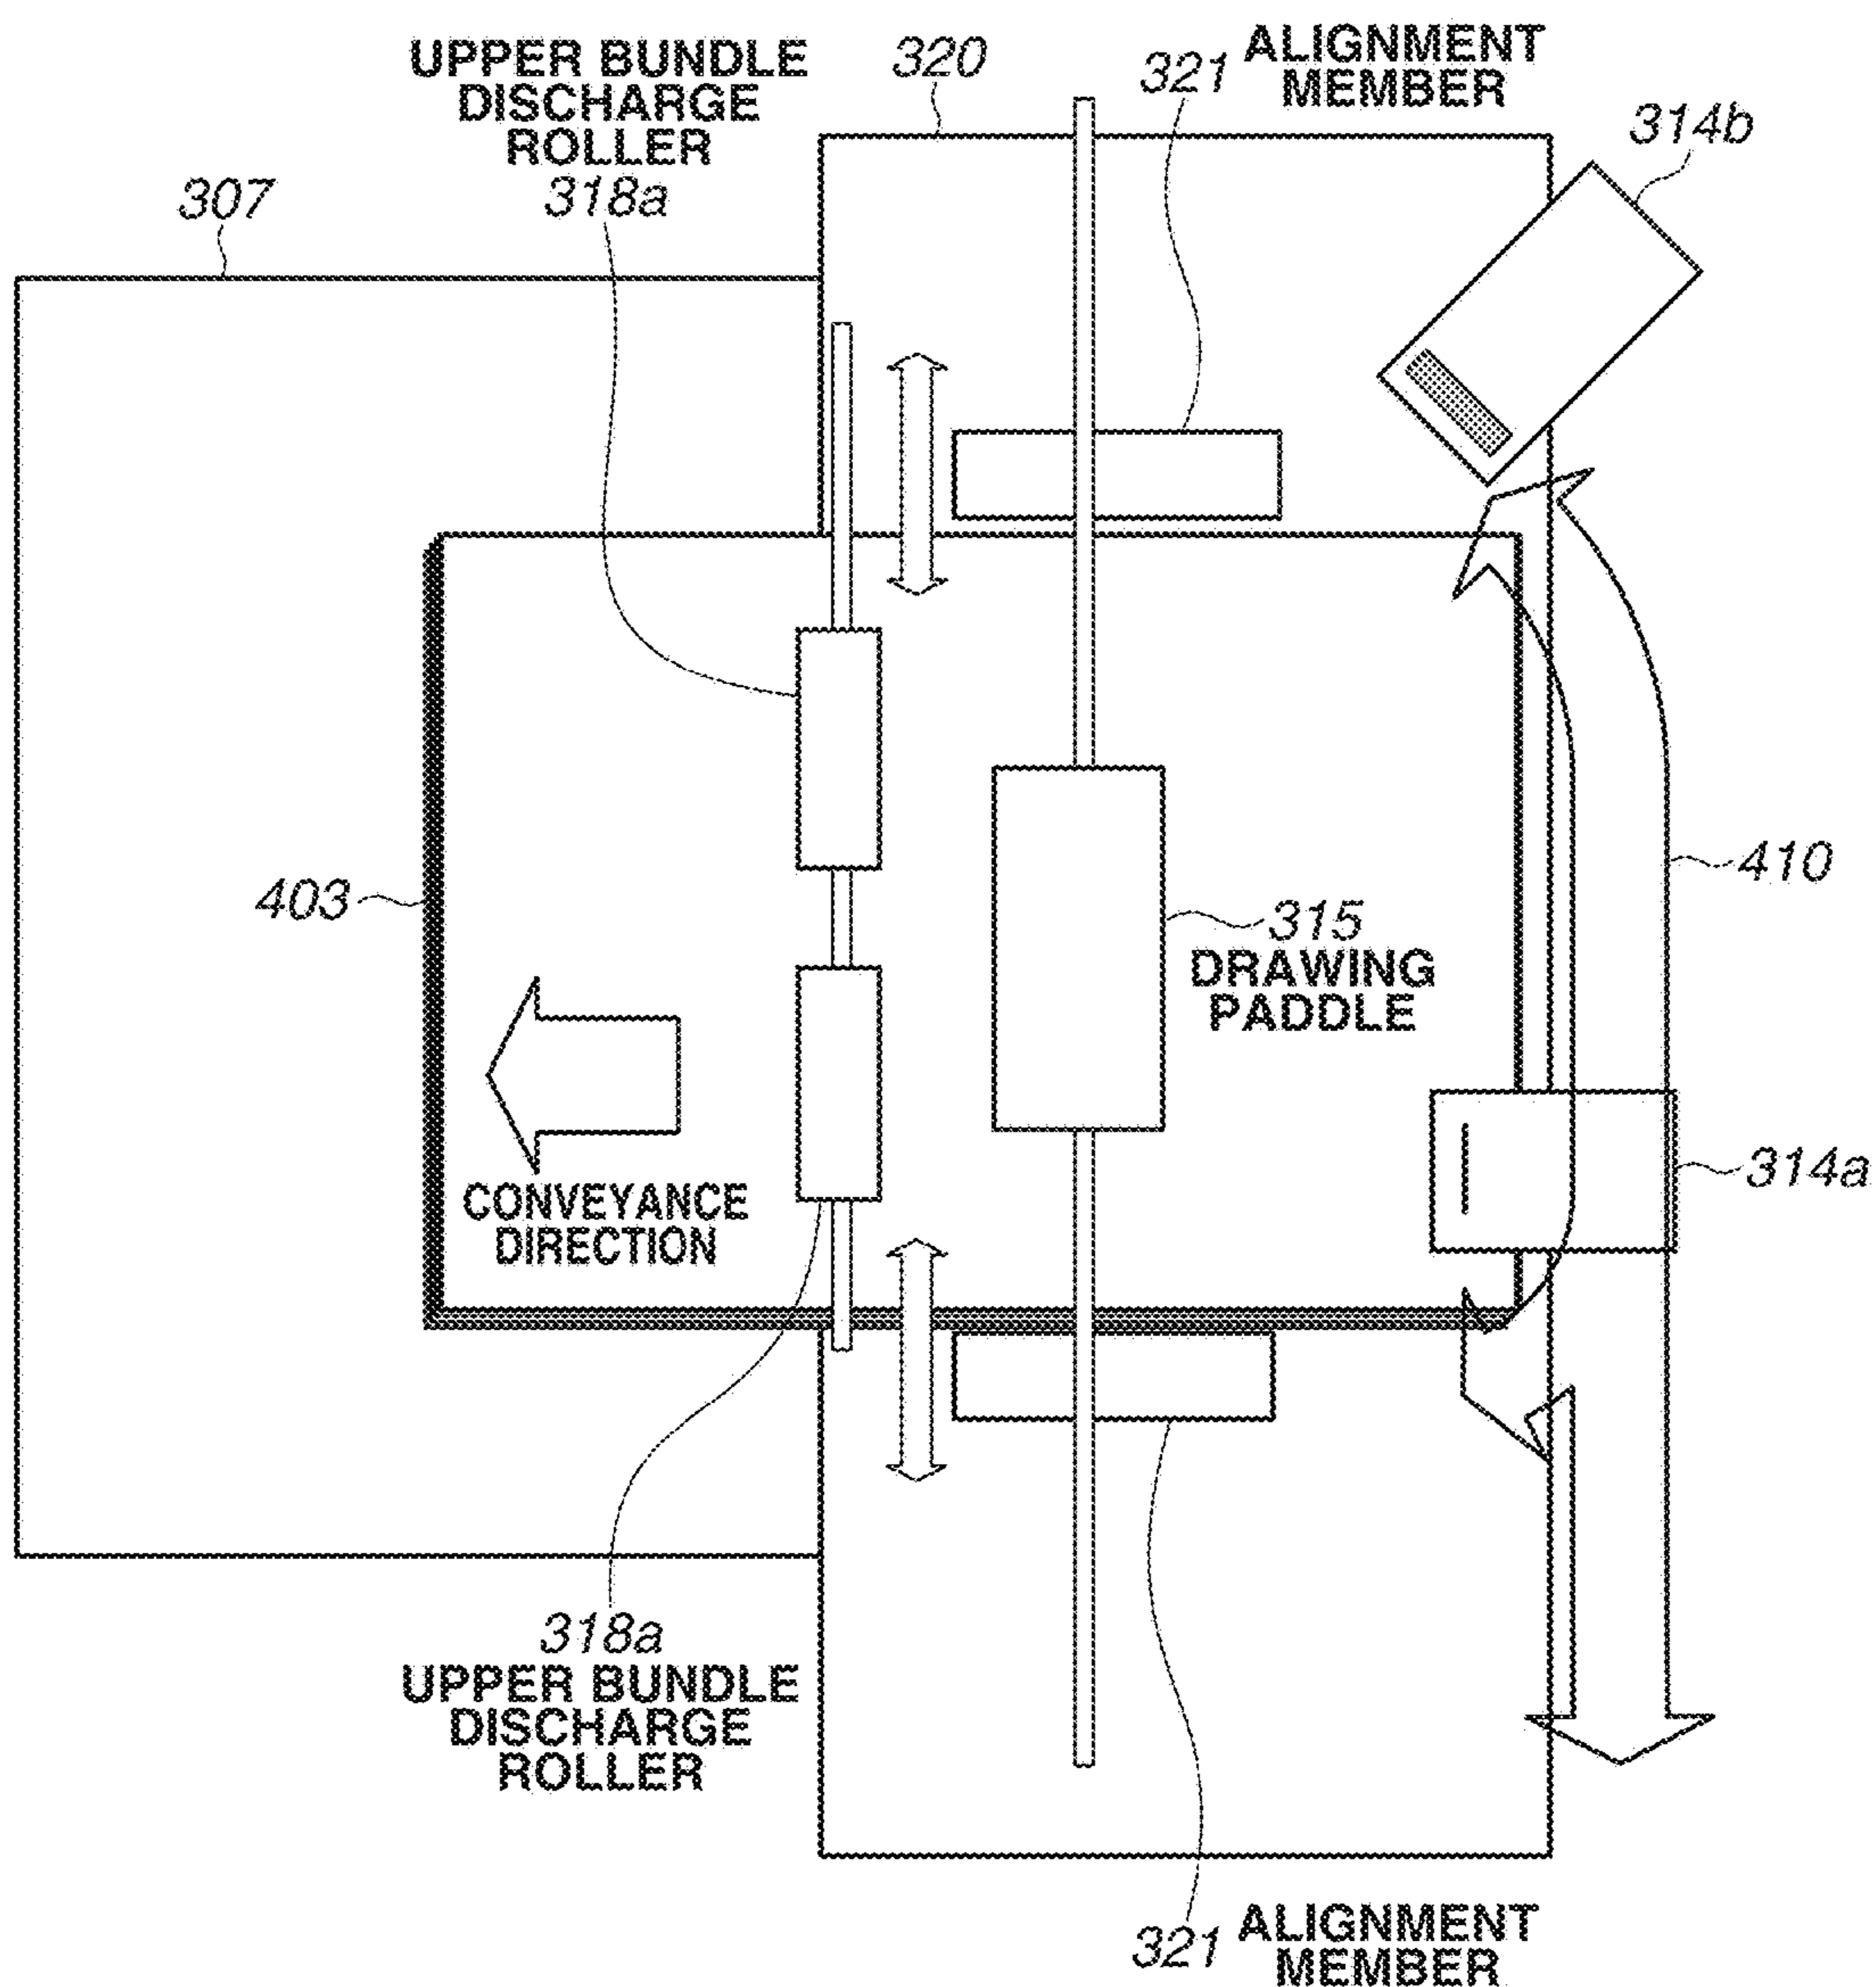 UPPER BUNDLE
DISCHARGE
ROLLER
318a
320
321
ALIGNMENT
MEMBER
314b
307
403
410
315
DRAWING
PADDLE
314a
CONVEYANCE
DIRECTION
318a
UPPER BUNDLE
DISCHARGE
ROLLER
321
ALIGNMENT
MEMBER